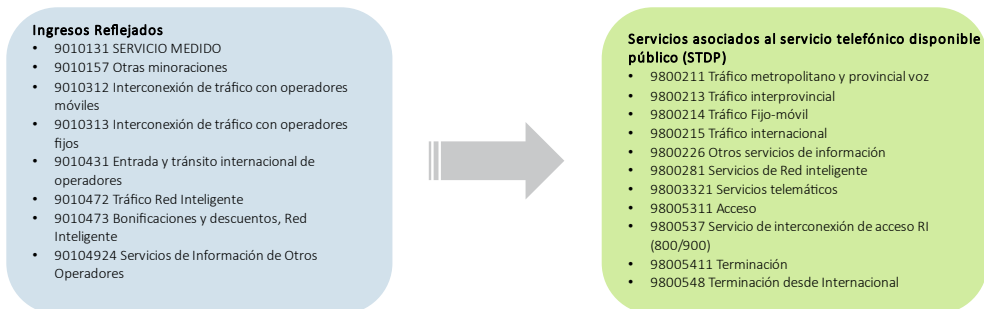 Ingresos Reflejados
• 9010131 SERVICIO MEDIDO
• 9010157 Otras minoraciones
• 9010312 Interconexión de tráfico con operadores
móviles
• 9010313 Interconexión de tráfico con operadores
fijos
• 9010431 Entrada y tránsito internacional de
operadores
• 9010472 Tráfico Red Inteligente
• 9010473 Bonificaciones y descuentos, Red
Inteligente
• 90104924 Servicios de Información de Otros
Operadores
Servicios asociados al servicio telefónico disponible
público (STDP)
• 9800211 Tráfico metropolitano y provincial voz
• 9800213 Tráfico interprovincial
• 9800214 Tráfico Fijo-móvil
• 9800215 Tráfico internacional
• 9800226 Otros servicios de información
• 9800281 Servicios de Red inteligente
• 98003321 Servicios telemáticos
• 98005311 Acceso
• 9800537 Servicio de interconexión de acceso RI
(800/900)
• 98005411 Terminación
• 9800548 Terminación desde Internacional